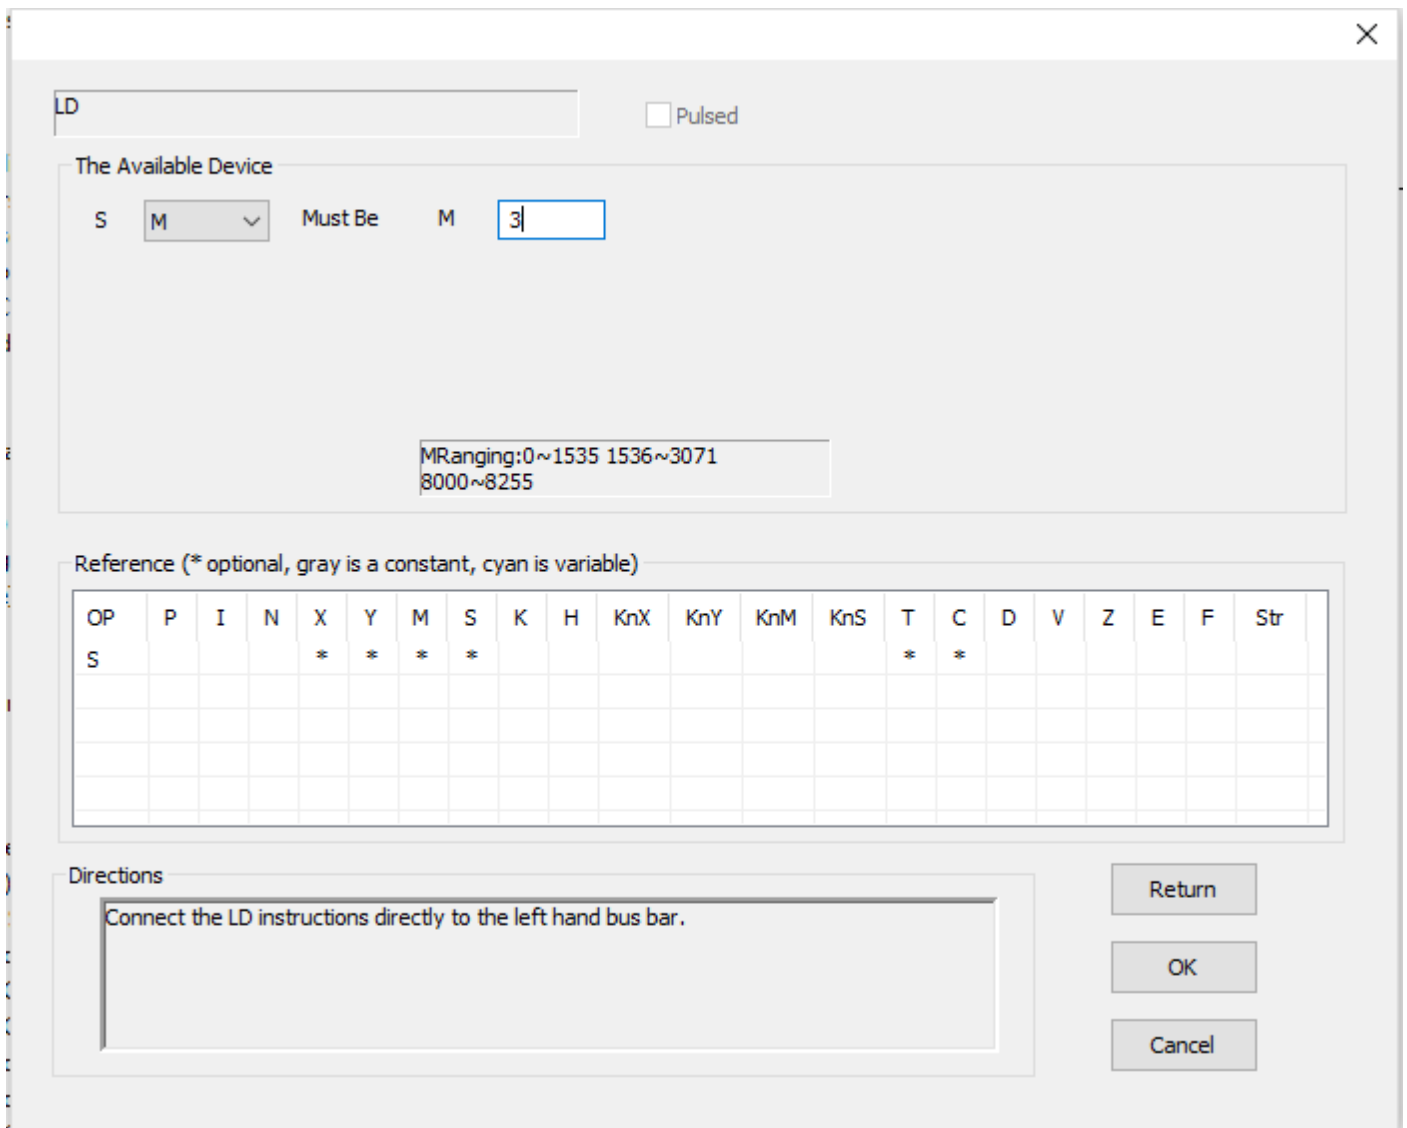 LD
Pulsed
The Available Device
S M Must Be M 3
MRanging:0~1535 1536~3071
8000~8255
Reference (* optional, gray is a constant, cyan is variable)
OP P I N X Y M S K H KnX KnY KnM KnS T C D V Z E F Str
S * * * * * *
Directions
Connect the LD instructions directly to the left hand bus bar.
Return
OK
Cancel